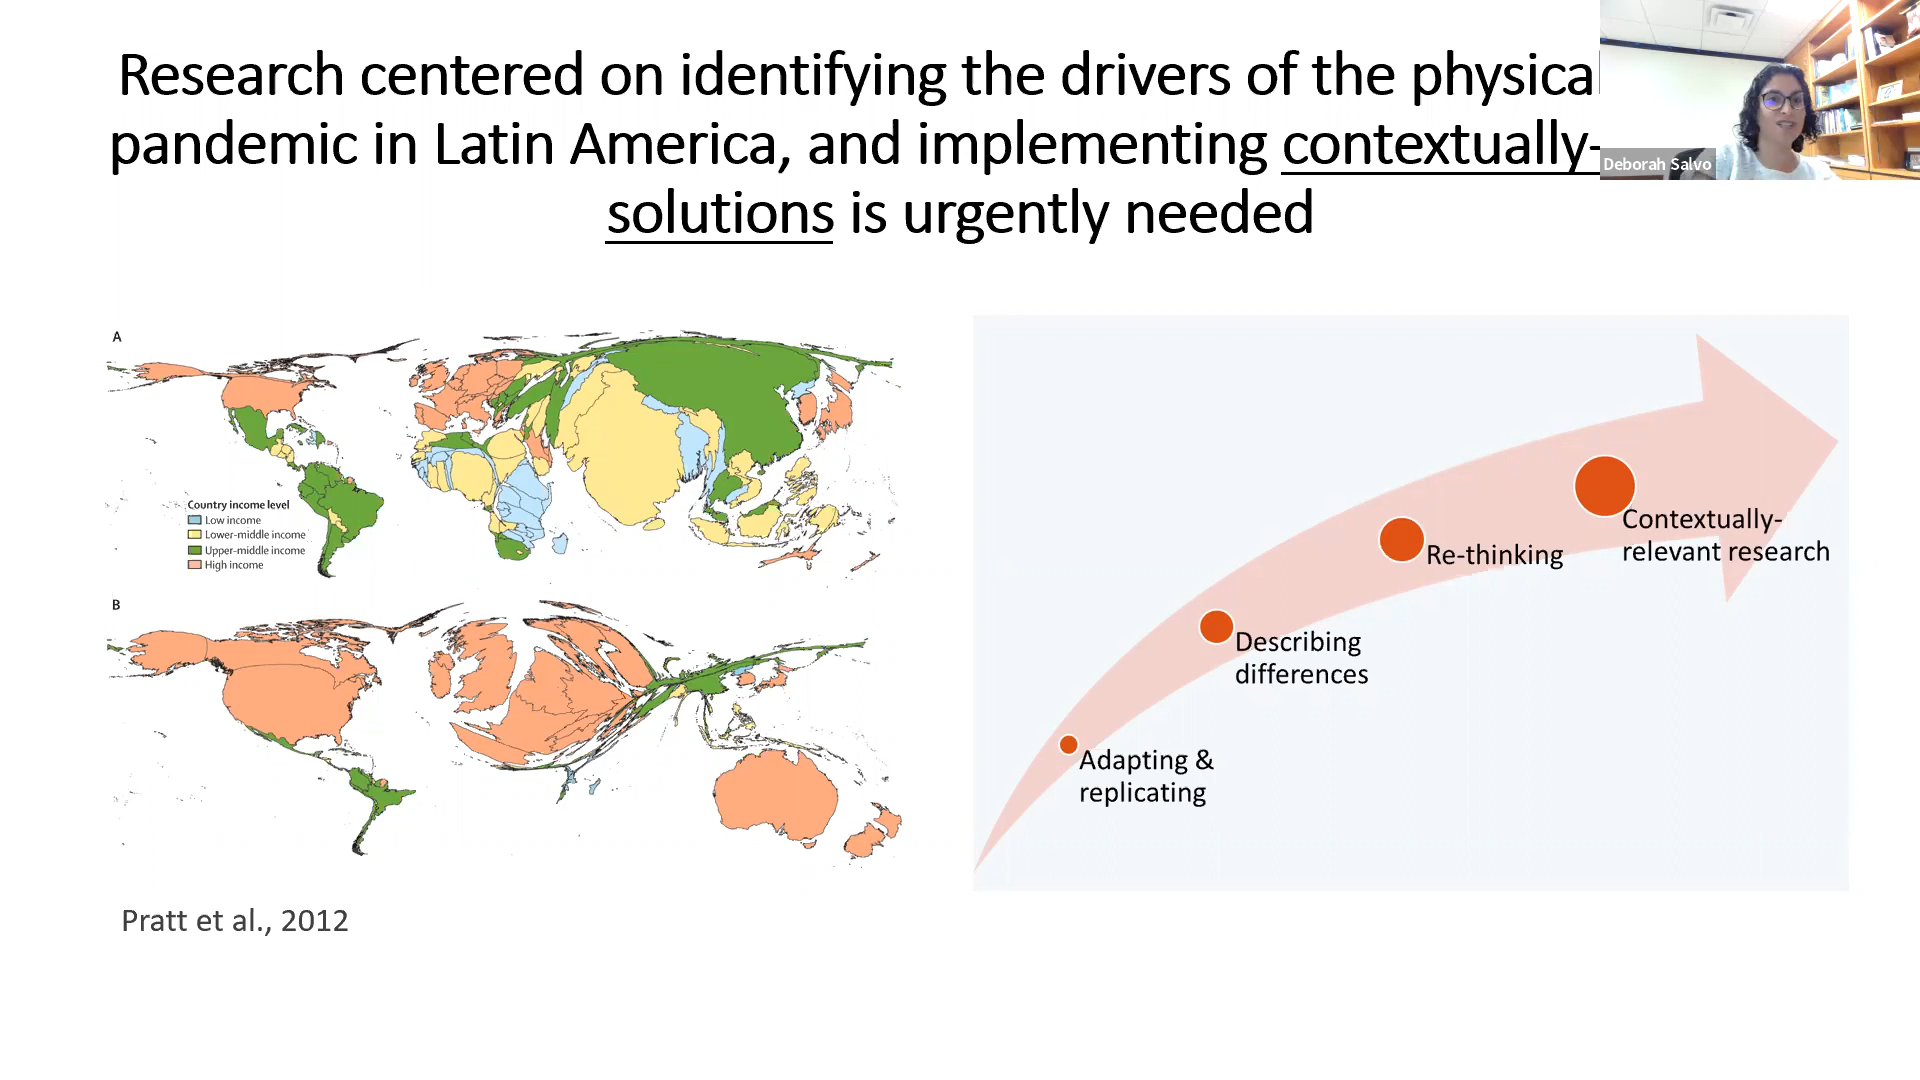 Research centered on identifying the drivers of the physical
pandemic in Latin America, and implementing contextually-
solutions is urgently needed
Deborah Salvo
A
Country income level
Low income
Lower-middle income
Upper-middle income
High income
B
Pratt et al., 2012
Contextually-
relevant research
Re-thinking
Describing
differences
Adapting &
replicating